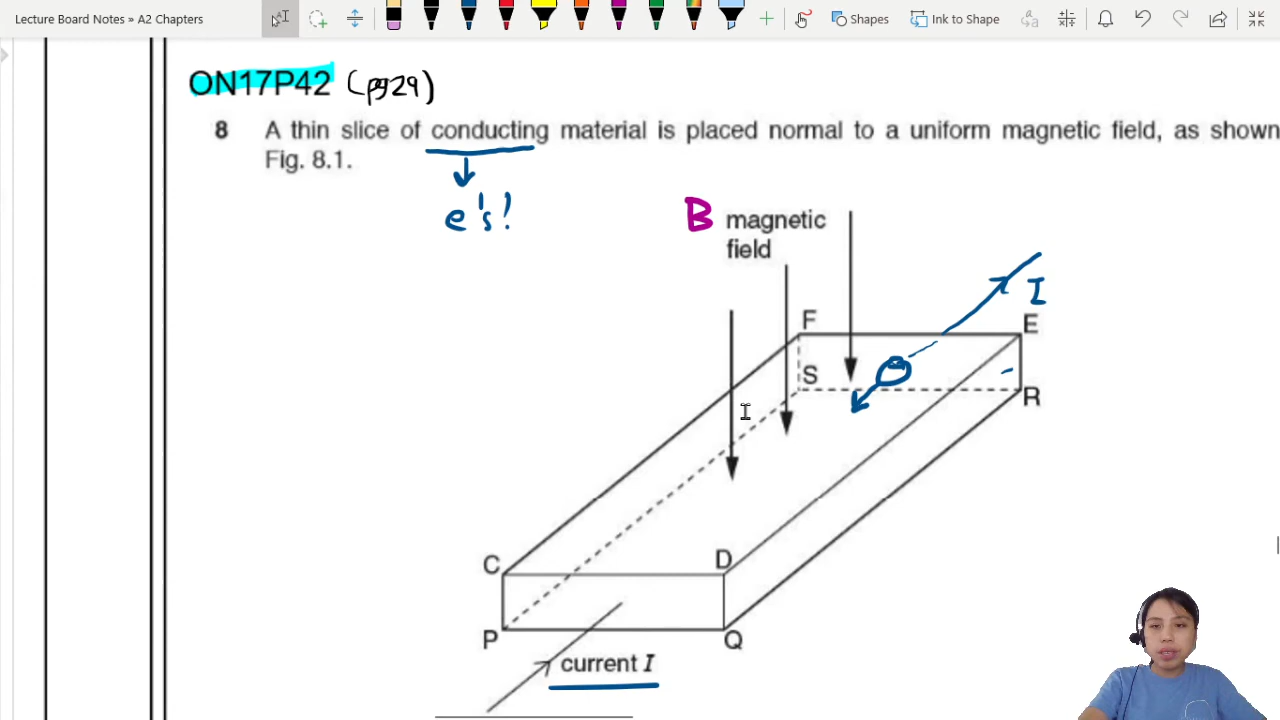 Lecture Board Notes » A2 Chapters
Shapes
Ink to Shape
ON17P42 (pg29)
8 A thin slice of conducting material is placed normal to a uniform magnetic field, as shown
Fig. 8.1.
e's!
B magnetic
field
I
F
E
S
R
C
D
P
Q
current I